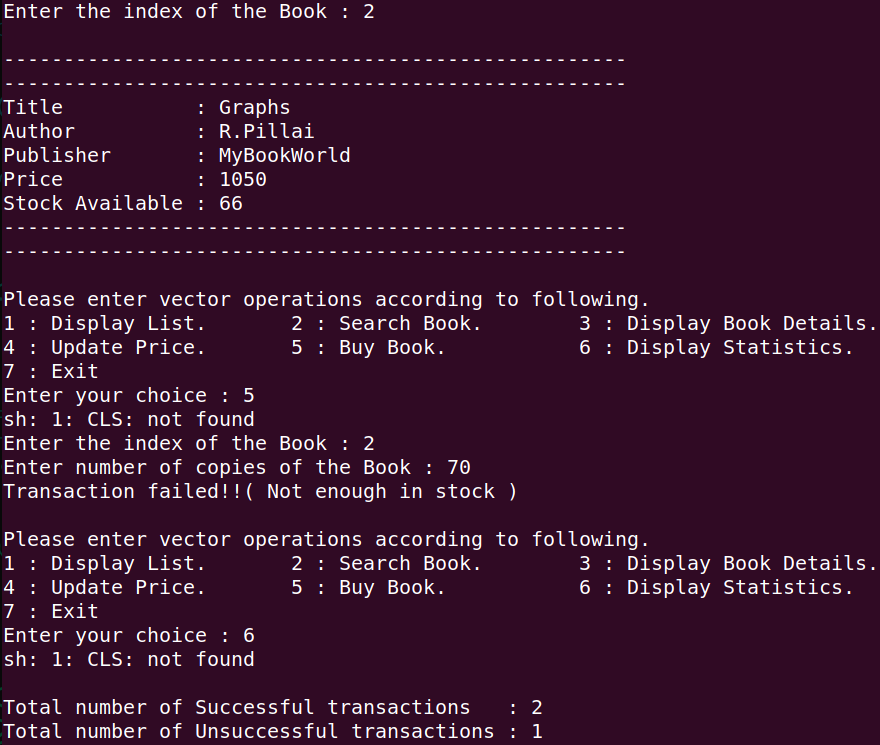 Enter the index of the Book : 2
----------------------------------------------------
----------------------------------------------------
Title           : Graphs
Author          : R.Pillai
Publisher       : MyBookWorld
Price           : 1050
Stock Available : 66
----------------------------------------------------
----------------------------------------------------
Please enter vector operations according to following.
1 : Display List.       2 : Search Book.        3 : Display Book Details.
4 : Update Price.       5 : Buy Book.           6 : Display Statistics.
7 : Exit
Enter your choice : 5
sh: 1: CLS: not found
Enter the index of the Book : 2
Enter number of copies of the Book : 70
Transaction failed!!( Not enough in stock )
Please enter vector operations according to following.
1 : Display List.       2 : Search Book.        3 : Display Book Details.
4 : Update Price.       5 : Buy Book.           6 : Display Statistics.
7 : Exit
Enter your choice : 6
sh: 1: CLS: not found
Total number of Successful transactions   : 2
Total number of Unsuccessful transactions : 1